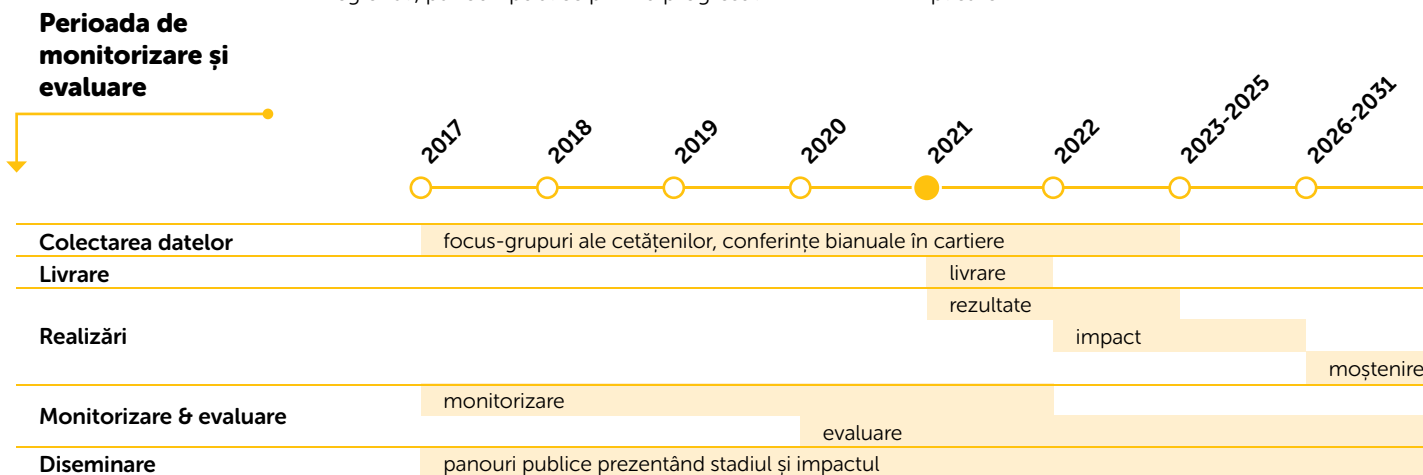 Perioada de
monitorizare și
evaluare
2017
2018
2019
2020
2021
2022
2023-2025
2026-2031
Colectarea datelor
focus-grupuri ale cetățenilor, conferințe bianuale în cartiere
Livrare
livrare
Realizări
rezultate
impact
moștenire
Monitorizare & evaluare
monitorizare
evaluare
Diseminare
panouri publice prezentând stadiul și impactul